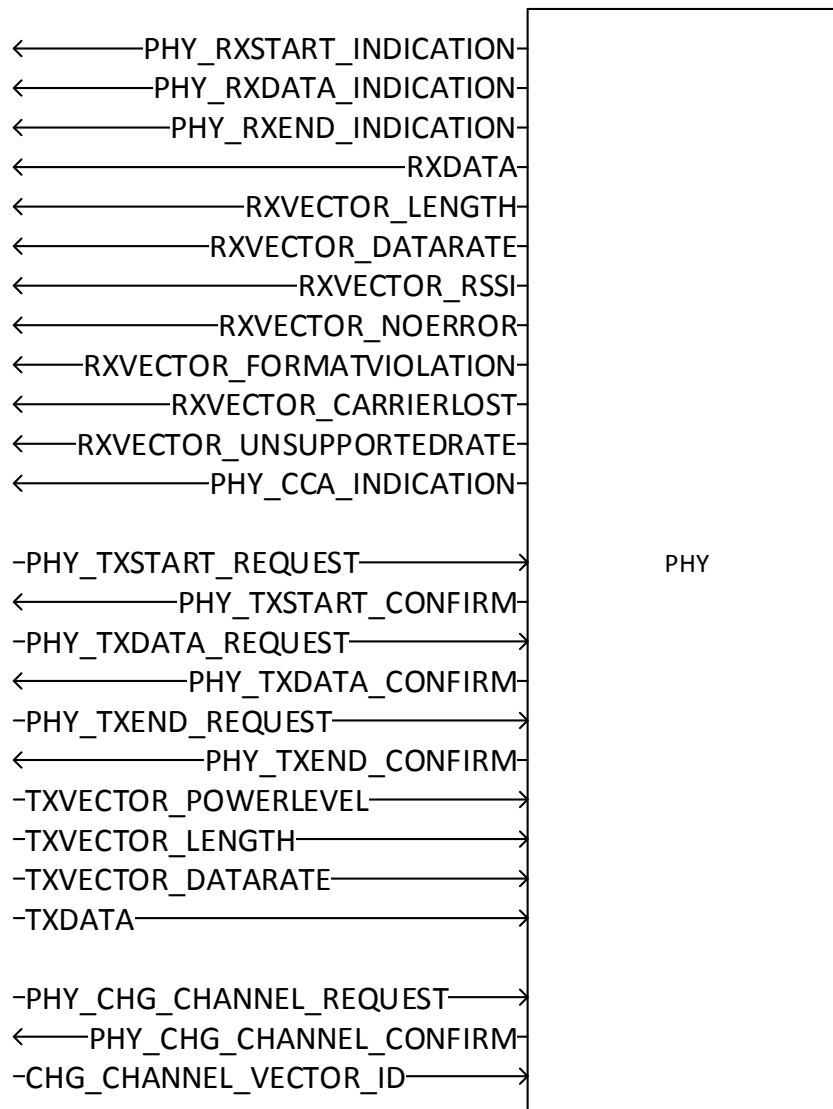 PHY_RXSTART_INDICATION
PHY_RXDATA_INDICATION
PHY_RXEND_INDICATION
RXDATA
RXVECTOR_LENGTH
RXVECTOR_DATARATE
RXVECTOR_RSSI
RXVECTOR_NOERROR
RXVECTOR_FORMATVIOLATION
RXVECTOR_CARRIERLOST
RXVECTOR_UNSUPPORTEDRATE
PHY_CCA_INDICATION
PHY_TXSTART_REQUEST
PHY
PHY_TXSTART_CONFIRM
PHY_TXDATA_REQUEST
PHY_TXDATA_CONFIRM
PHY_TXEND_REQUEST
PHY_TXEND_CONFIRM
TXVECTOR_POWERLEVEL
TXVECTOR_LENGTH
TXVECTOR_DATARATE
TXDATA
PHY_CHG_CHANNEL_REQUEST
PHY_CHG_CHANNEL_CONFIRM
CHG_CHANNEL_VECTOR_ID